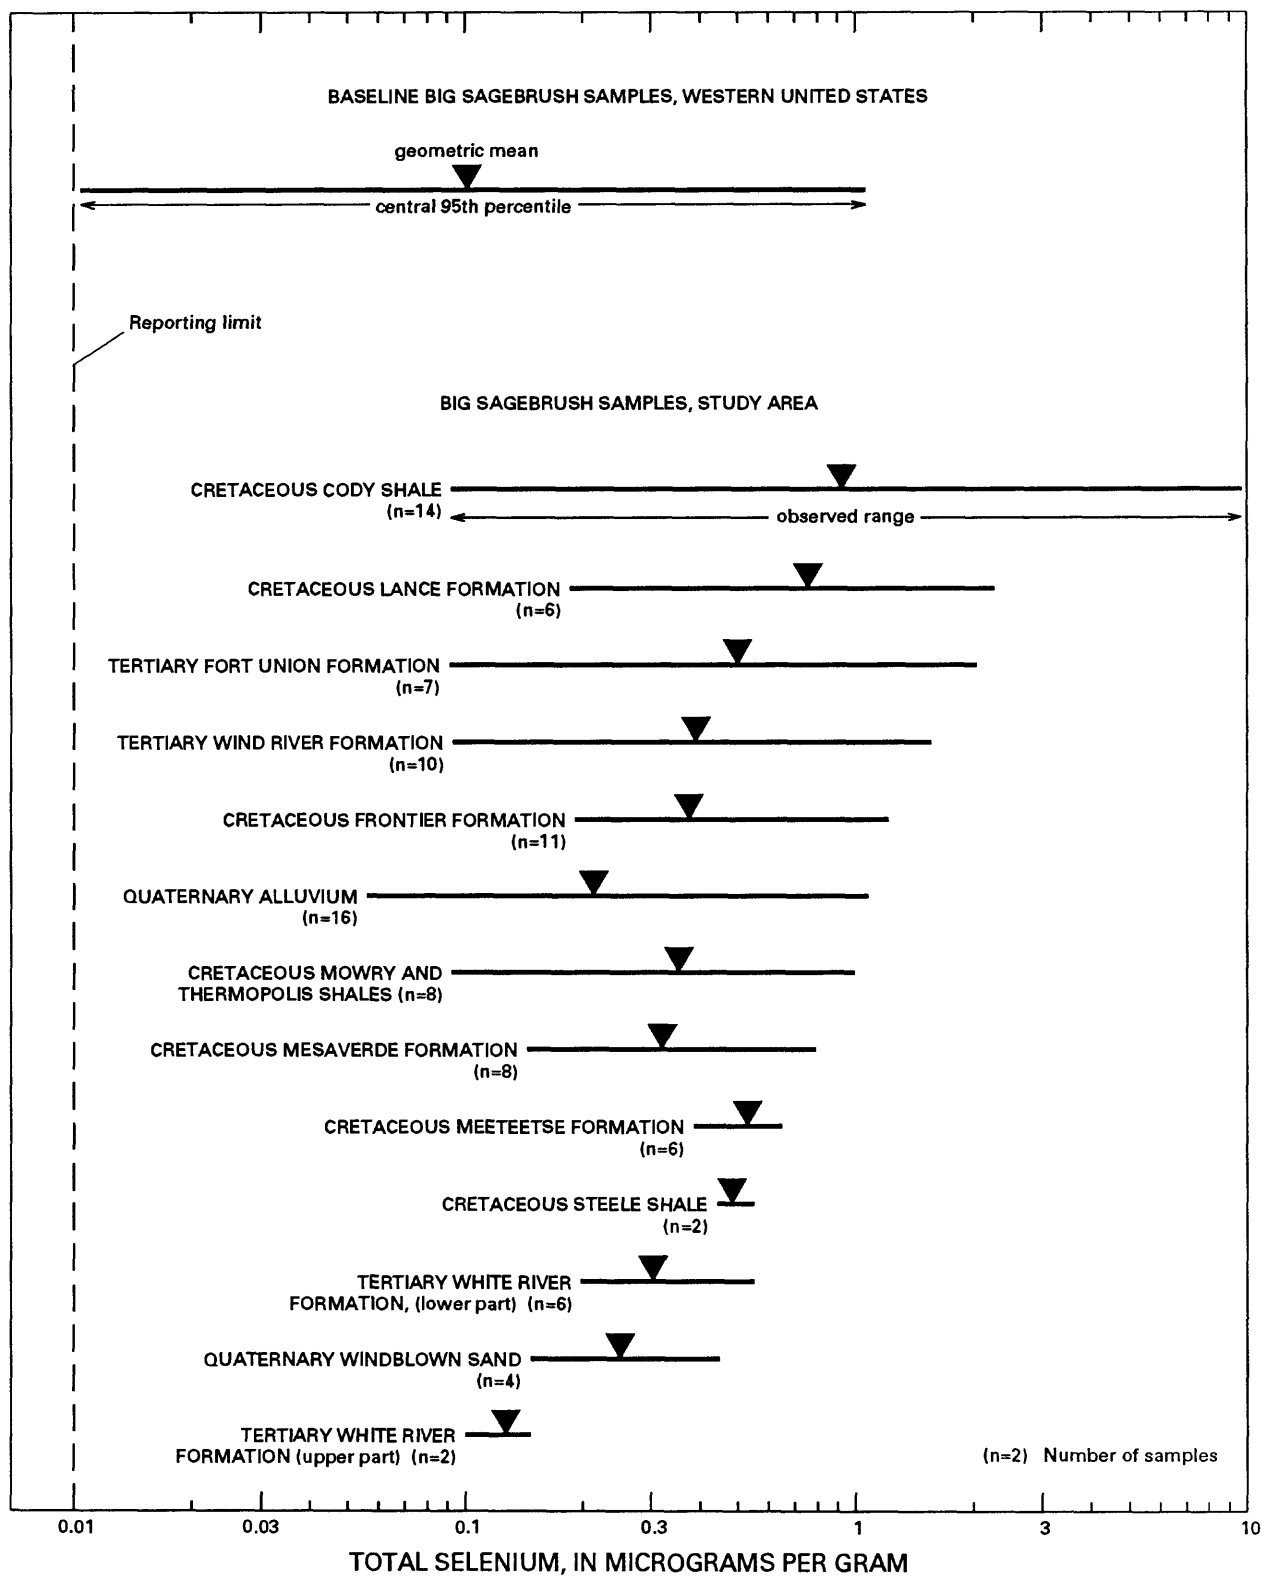 BASELINE BIG SAGEBRUSH SAMPLES, WESTERN UNITED STATES
geometric mean
central 95th percentile
Reporting limit
BIG SAGEBRUSH SAMPLES, STUDY AREA
CRETACEOUS CODY SHALE
(n=14)
observed range
CRETACEOUS LANCE FORMATION
(n=6)
TERTIARY FORT UNION FORMATION
(n=7)
TERTIARY WIND RIVER FORMATION
(n=10)
CRETACEOUS FRONTIER FORMATION
(n=11)
QUATERNARY ALLUVIUM
(n=16)
CRETACEOUS MOWRY AND
THERMOPOLIS SHALES (n=8)
CRETACEOUS MESAVERDE FORMATION
(n=8)
CRETACEOUS MEETEETSE FORMATION
(n=6)
CRETACEOUS STEELE SHALE
(n=2)
TERTIARY WHITE RIVER
FORMATION, (lower part) (n=6)
QUATERNARY WINDBLOWN SAND
(n=4)
TERTIARY WHITE RIVER
FORMATION (upper part) (n=2)
(n=2) Number of samples
0.01 0.03 0.1 0.3 1 3 10
TOTAL SELENIUM, IN MICROGRAMS PER GRAM